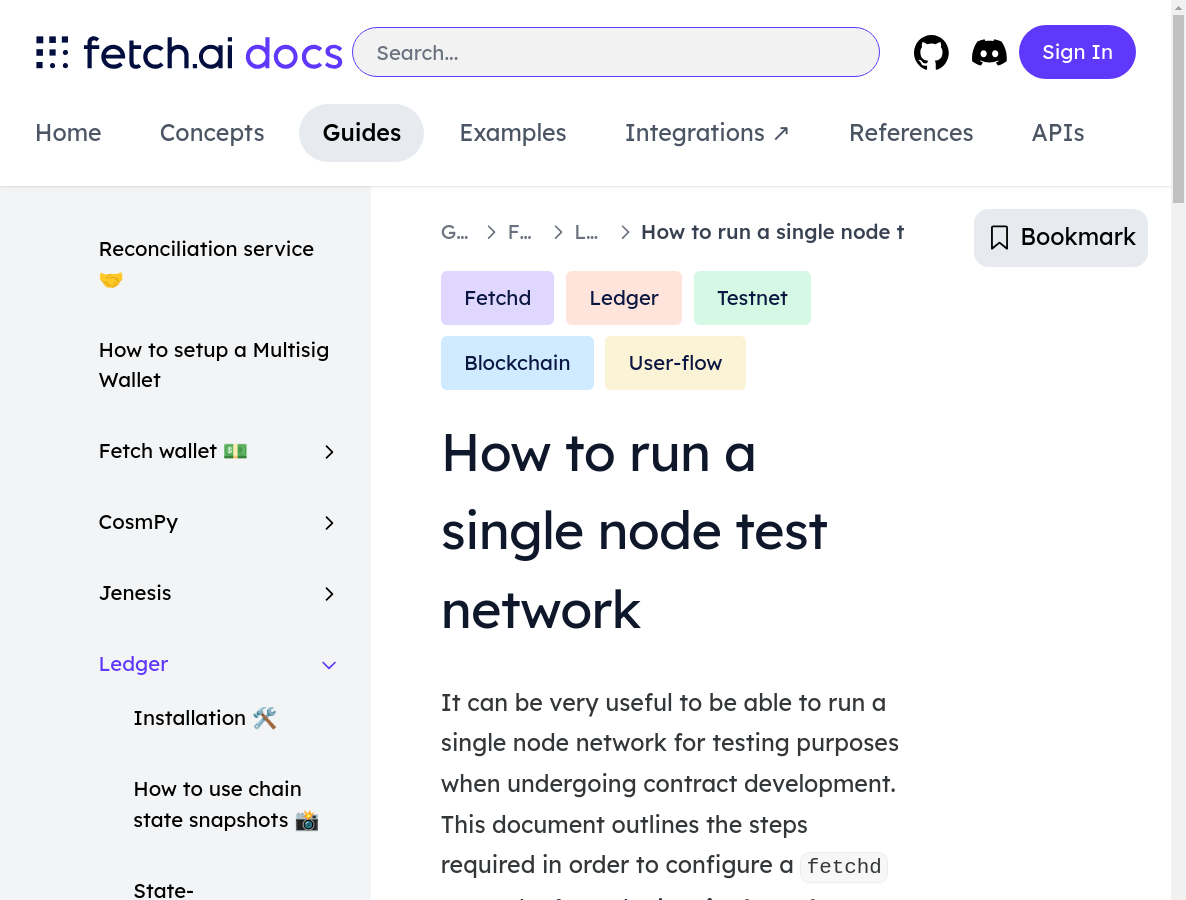 fetch.ai docs
Search...
Sign In
Home
Concepts
Guides
Examples
Integrations ↗
References
APIs
Reconciliation service
🤝
How to setup a Multisig
Wallet
Fetch wallet 💵
CosmPy
Jenesis
Ledger
Installation 🛠️
How to use chain
state snapshots 📸
State-
G… > F… > L… > How to run a single node t
Bookmark
Fetchd
Ledger
Testnet
Blockchain
User-flow
How to run a
single node test
network
It can be very useful to be able to run a
single node network for testing purposes
when undergoing contract development.
This document outlines the steps
required in order to configure a fetchd